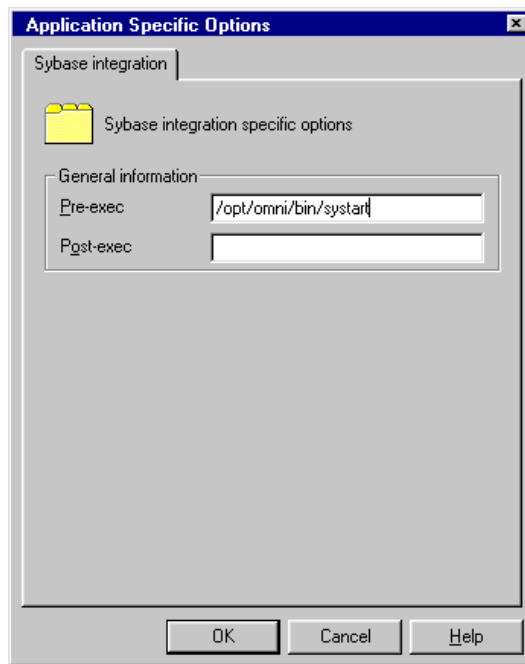 Application Specific Options
Sybase integration
Sybase integration specific options
General information
Pre-exec /opt/omni/bin/systart
Post-exec
OK Cancel Help